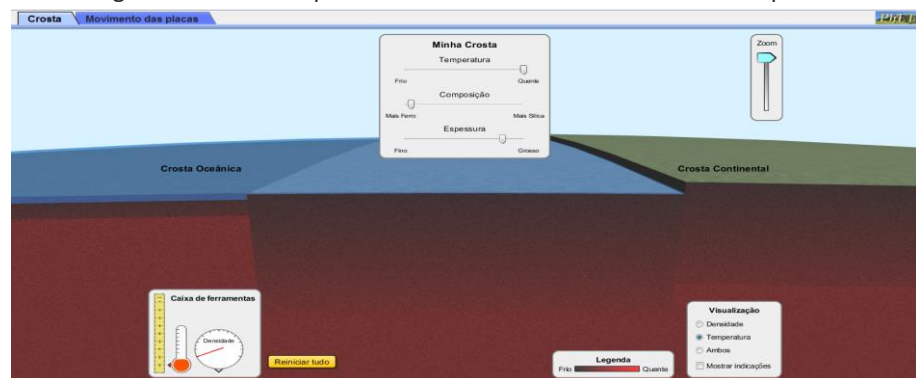 Crosta
Movimento das placas
Minha Crosta
Temperatura
Frio
Quente
Composição
Mais Ferro
Mais Sílica
Espessura
Fino
Grosso
Zoom
Crosta Oceânica
Crosta Continental
Caixa de ferramentas
Densidade
Reiniciar tudo
Legenda
Frio
Quente
Visualização
Densidade
Temperatura
Ambos
Mostrar indicações